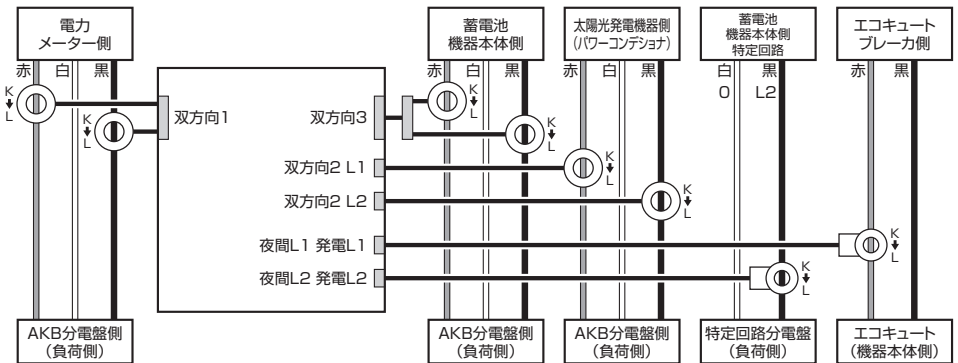 電力
メーター側
蓄電池
機器本体側
太陽光発電機器側
(パワーコンデショナ)
蓄電池
機器本体側
特定回路
エコキュート
ブレーカ側
赤 白 黒
赤 白 黒
赤 白 黒
白 黒
O L2
赤 黒
K
L
K
L
双方向1
双方向3
K
L
K
L
双方向2 L1
K
L
双方向2 L2
K
L
夜間L1 発電L1
K
L
夜間L2 発電L2
K
L
AKB分電盤側
(負荷側)
AKB分電盤側
(負荷側)
AKB分電盤側
(負荷側)
特定回路分電盤
(負荷側)
エコキュート
(機器本体側)